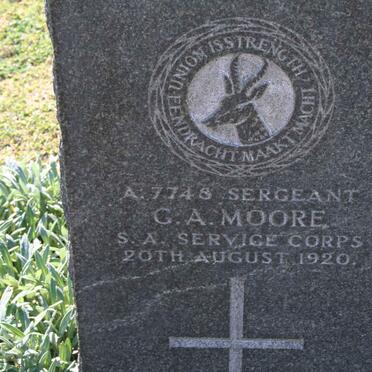 UNION IS STRENGTH
EENDRACHT MAAKT MACHT
A.7748 SERGEANT
G. A. MOORE
S. A. SERVICE CORPS
20TH AUGUST 1920.